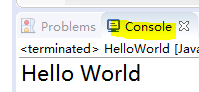 Problems Console
<terminated> HelloWorld [Java
Hello World